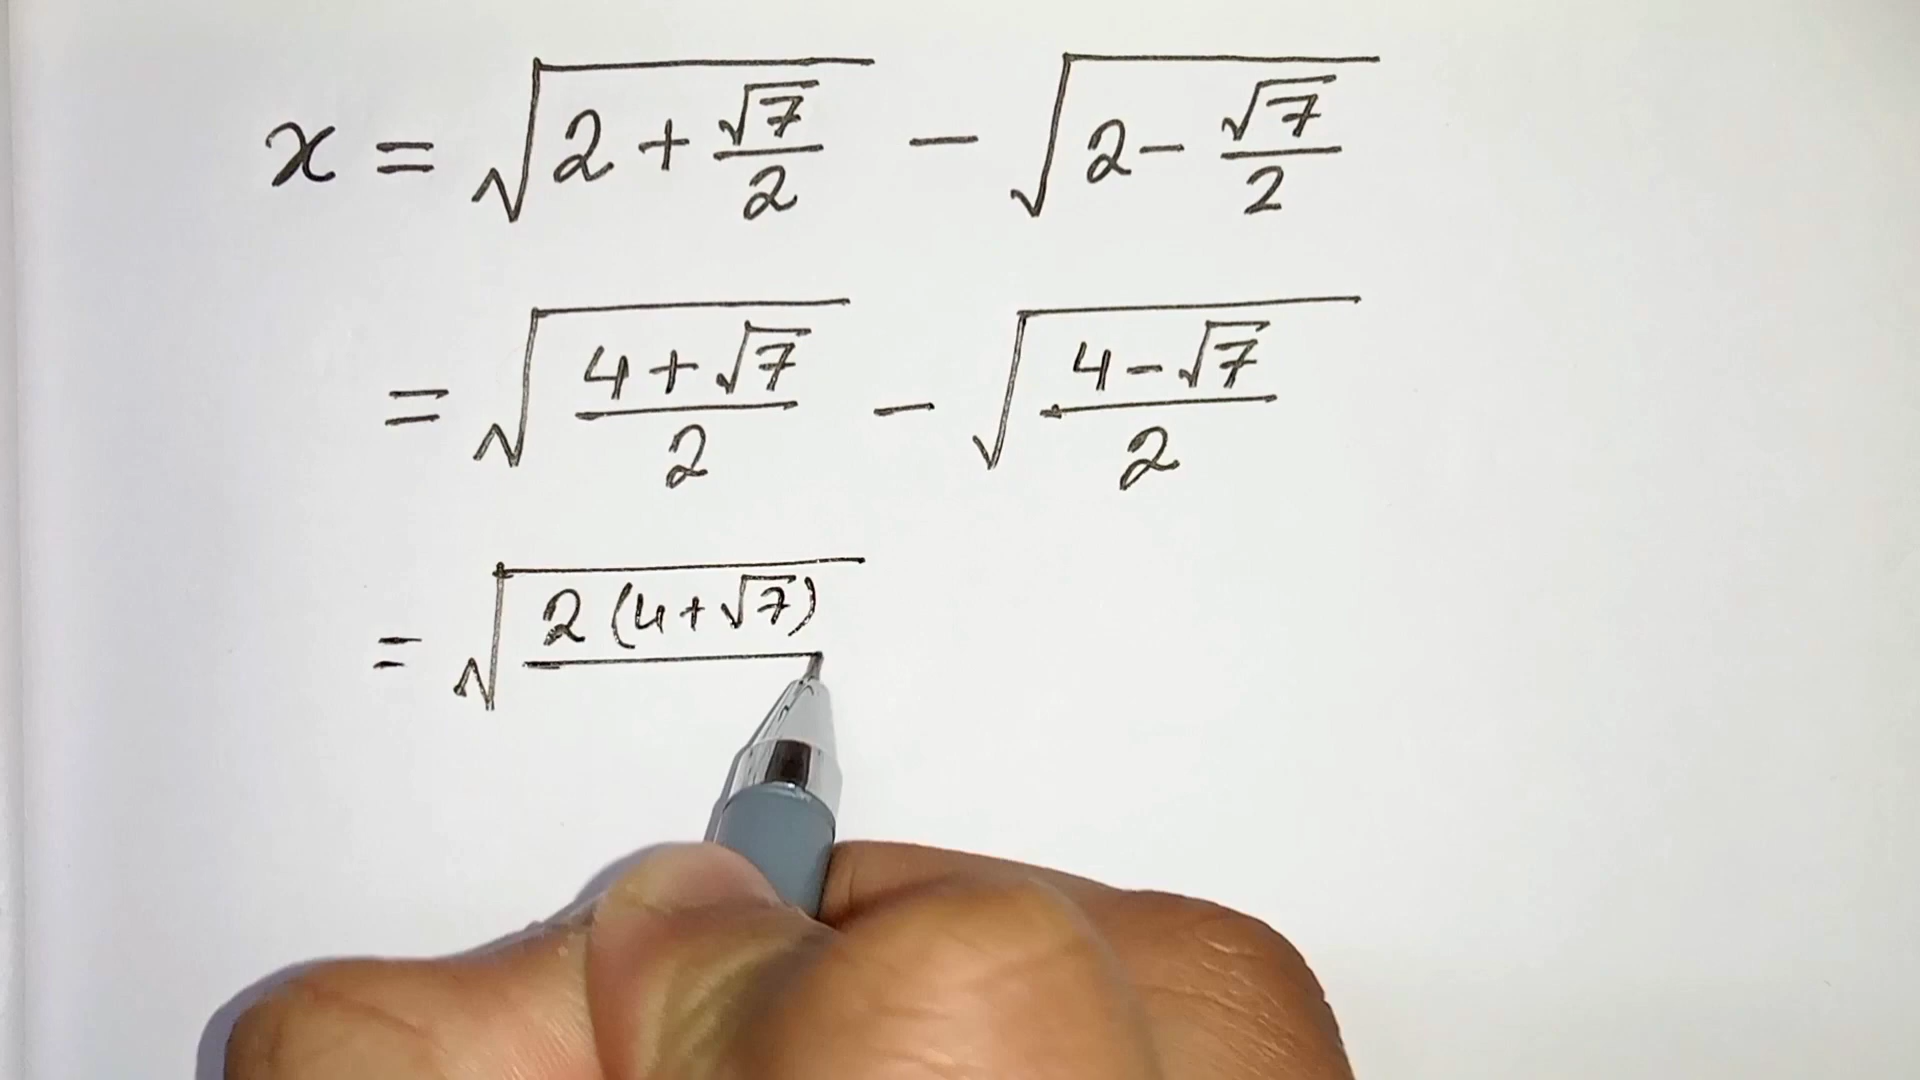 x = √(2 + √7/2) − √(2 − √7/2)
= √((4 + √7)/2) − √((4 − √7)/2)
= √(2(4 + √7)/